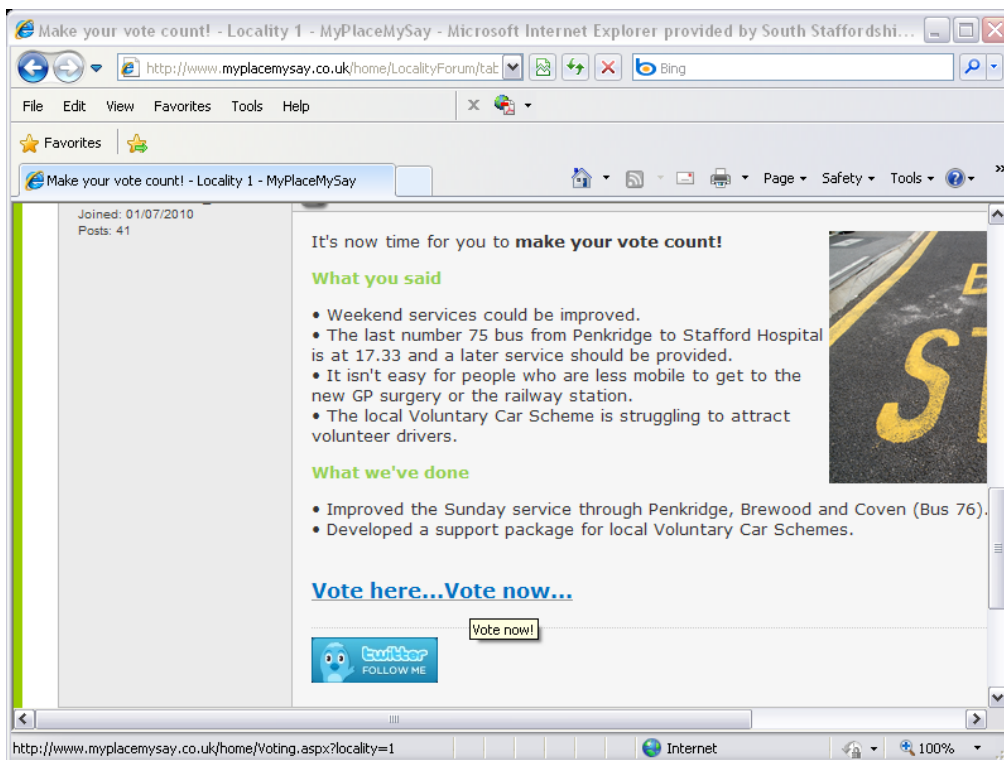 Make your vote count! - Locality 1 - MyPlaceMySay - Microsoft Internet Explorer provided by South Staffordshi...
http://www.myplacemysay.co.uk/home/LocalityForum/tab
Bing
File Edit View Favorites Tools Help
Favorites
Make your vote count! - Locality 1 - MyPlaceMySay
Page Safety Tools
Joined: 01/07/2010
Posts: 41
It's now time for you to make your vote count!
What you said
• Weekend services could be improved.
• The last number 75 bus from Penkridge to Stafford Hospital
is at 17.33 and a later service should be provided.
• It isn't easy for people who are less mobile to get to the
new GP surgery or the railway station.
• The local Voluntary Car Scheme is struggling to attract
volunteer drivers.
What we've done
• Improved the Sunday service through Penkridge, Brewood and Coven (Bus 76).
• Developed a support package for local Voluntary Car Schemes.
Vote here...Vote now...
Vote now!
twitter
FOLLOW ME
http://www.myplacemysay.co.uk/home/Voting.aspx?locality=1
Internet
100%